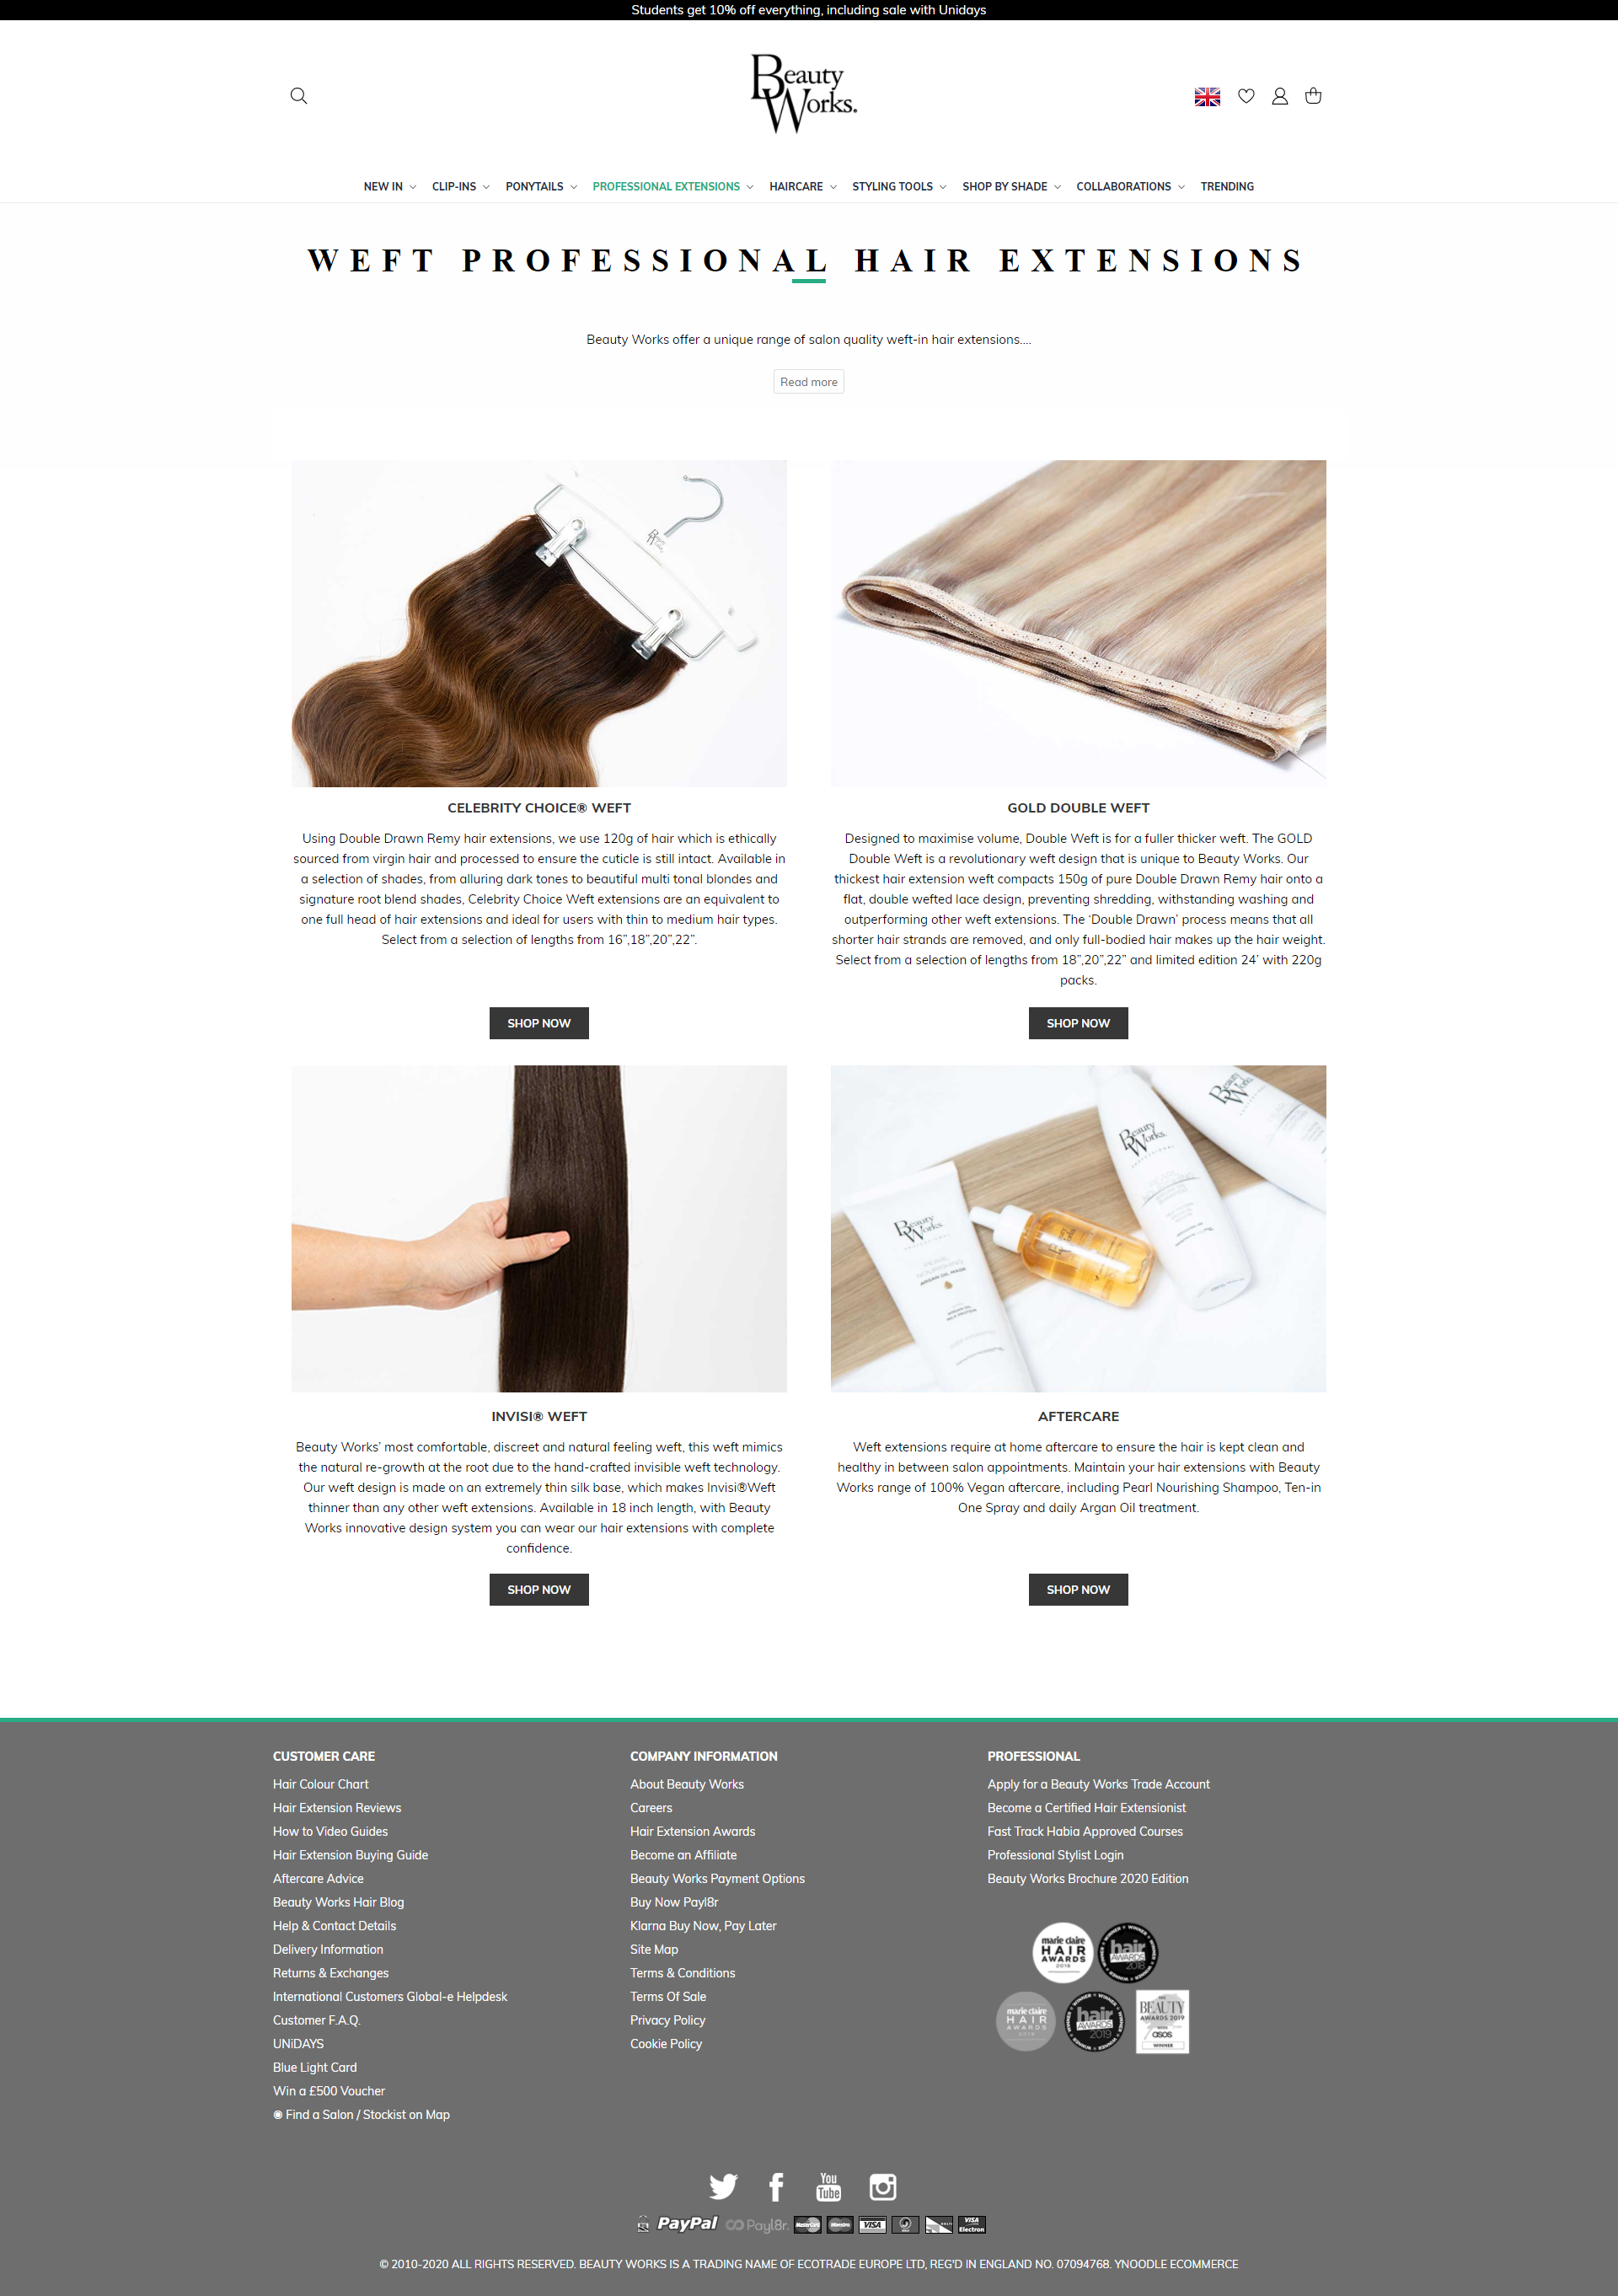 Students get 10% off everything, including sale with Unidays
Beauty
Works.
NEW IN CLIP-INS PONYTAILS PROFESSIONAL EXTENSIONS HAIRCARE STYLING TOOLS SHOP BY SHADE COLLABORATIONS TRENDING
WEFT PROFESSIONAL HAIR EXTENSIONS
Beauty Works offer a unique range of salon quality weft-in hair extensions....
Read more
CELEBRITY CHOICE® WEFT
Using Double Drawn Remy hair extensions, we use 120g of hair which is ethically
sourced from virgin hair and processed to ensure the cuticle is still intact. Available in
a selection of shades, from alluring dark tones to beautiful multi tonal blondes and
signature root blend shades, Celebrity Choice Weft extensions are an equivalent to
one full head of hair extensions and ideal for users with thin to medium hair types.
Select from a selection of lengths from 16”,18”,20”,22”.
SHOP NOW
GOLD DOUBLE WEFT
Designed to maximise volume, Double Weft is for a fuller thicker weft. The GOLD
Double Weft is a revolutionary weft design that is unique to Beauty Works. Our
thickest hair extension weft compacts 150g of pure Double Drawn Remy hair onto a
flat, double wefted lace design, preventing shredding, withstanding washing and
outperforming other weft extensions. The ‘Double Drawn’ process means that all
shorter hair strands are removed, and only full-bodied hair makes up the hair weight.
Select from a selection of lengths from 18”,20”,22” and limited edition 24’ with 220g
packs.
SHOP NOW
Beauty
Works.
PEARL
NOURISHING
ARGAN OIL MASK
Beauty
Works.
Beauty
Works.
INVISI® WEFT
Beauty Works’ most comfortable, discreet and natural feeling weft, this weft mimics
the natural re-growth at the root due to the hand-crafted invisible weft technology.
Our weft design is made on an extremely thin silk base, which makes Invisi®Weft
thinner than any other weft extensions. Available in 18 inch length, with Beauty
Works innovative design system you can wear our hair extensions with complete
confidence.
SHOP NOW
AFTERCARE
Weft extensions require at home aftercare to ensure the hair is kept clean and
healthy in between salon appointments. Maintain your hair extensions with Beauty
Works range of 100% Vegan aftercare, including Pearl Nourishing Shampoo, Ten-in
One Spray and daily Argan Oil treatment.
SHOP NOW
CUSTOMER CARE
Hair Colour Chart
Hair Extension Reviews
How to Video Guides
Hair Extension Buying Guide
Aftercare Advice
Beauty Works Hair Blog
Help & Contact Details
Delivery Information
Returns & Exchanges
International Customers Global-e Helpdesk
Customer F.A.Q.
UNiDAYS
Blue Light Card
Win a £500 Voucher
Find a Salon / Stockist on Map
COMPANY INFORMATION
About Beauty Works
Careers
Hair Extension Awards
Become an Affiliate
Beauty Works Payment Options
Buy Now Payl8r
Klarna Buy Now, Pay Later
Site Map
Terms & Conditions
Terms Of Sale
Privacy Policy
Cookie Policy
PROFESSIONAL
Apply for a Beauty Works Trade Account
Become a Certified Hair Extensionist
Fast Track Habia Approved Courses
Professional Stylist Login
Beauty Works Brochure 2020 Edition
marie claire
HAIR
AWARDS
2018
hair
AWARDS
2018
marie claire
HAIR
AWARDS
hair
AWARDS
2019
BEAUTY
AWARDS 2019
asos
WINNER
You
Tube
PayPal Payl8r. MasterCard Maestro VISA VISA
Electron
© 2010-2020 ALL RIGHTS RESERVED. BEAUTY WORKS IS A TRADING NAME OF ECOTRADE EUROPE LTD, REG'D IN ENGLAND NO. 07094768. YNOODLE ECOMMERCE